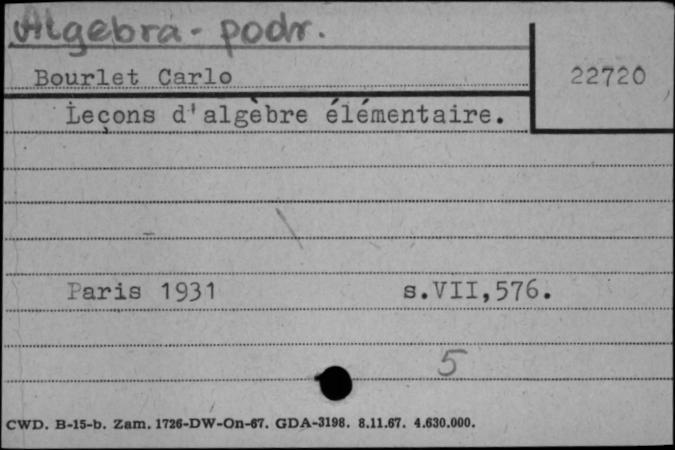 Algebra - podr.
Bourlet Carlo
22720
Leçons d'algèbre élémentaire.
Paris 1931 s.VII,576.
5
CWD. B-15-b. Zam. 1726-DW-On-67. GDA-3198. 8.11.67. 4.630.000.